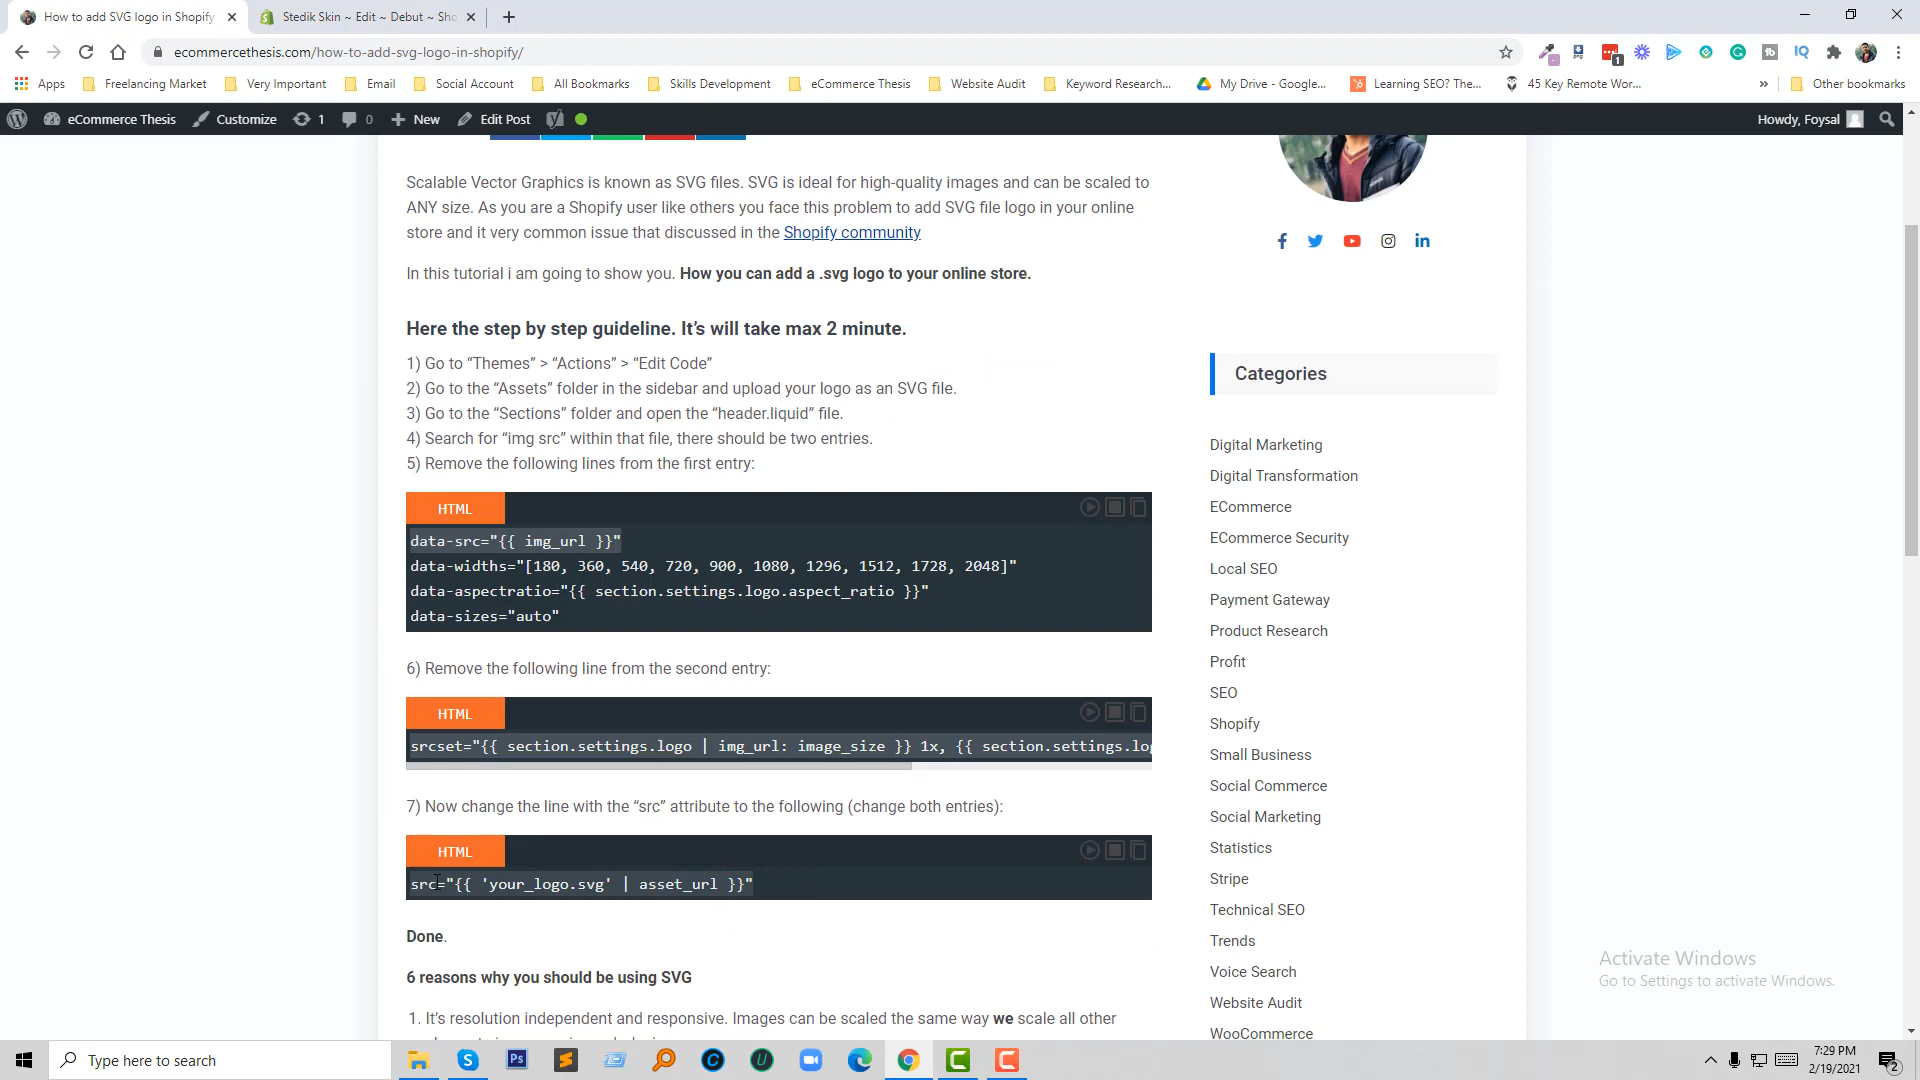 How to add SVG logo in Shopify
Stedik Skin ~ Edit ~ Debut ~ Sho
ecommercethesis.com/how-to-add-svg-logo-in-shopify/
Apps
Freelancing Market
Very Important
Email
Social Account
All Bookmarks
Skills Development
eCommerce Thesis
Website Audit
Keyword Research...
My Drive - Google...
Learning SEO? The...
45 Key Remote Wor...
»
Other bookmarks
eCommerce Thesis
Customize
1
0
New
Edit Post
Howdy, Foysal
Scalable Vector Graphics is known as SVG files. SVG is ideal for high-quality images and can be scaled to
ANY size. As you are a Shopify user like others you face this problem to add SVG file logo in your online
store and it very common issue that discussed in the Shopify community
In this tutorial i am going to show you. How you can add a .svg logo to your online store.
Here the step by step guideline. It’s will take max 2 minute.
1) Go to “Themes” > “Actions” > “Edit Code”
2) Go to the “Assets” folder in the sidebar and upload your logo as an SVG file.
3) Go to the “Sections” folder and open the “header.liquid” file.
4) Search for “img src” within that file, there should be two entries.
5) Remove the following lines from the first entry:
HTML
data-src="{{ img_url }}"
data-widths="[180, 360, 540, 720, 900, 1080, 1296, 1512, 1728, 2048]"
data-aspectratio="{{ section.settings.logo.aspect_ratio }}"
data-sizes="auto"
6) Remove the following line from the second entry:
HTML
srcset="{{ section.settings.logo | img_url: image_size }} 1x, {{ section.settings.log
7) Now change the line with the “src” attribute to the following (change both entries):
HTML
src="{{ 'your_logo.svg' | asset_url }}"
Done.
6 reasons why you should be using SVG
1. It’s resolution independent and responsive. Images can be scaled the same way we scale all other
Categories
Digital Marketing
Digital Transformation
ECommerce
ECommerce Security
Local SEO
Payment Gateway
Product Research
Profit
SEO
Shopify
Small Business
Social Commerce
Social Marketing
Statistics
Stripe
Technical SEO
Trends
Voice Search
Website Audit
WooCommerce
Activate Windows
Go to Settings to activate Windows.
Type here to search
7:29 PM
2/19/2021
2